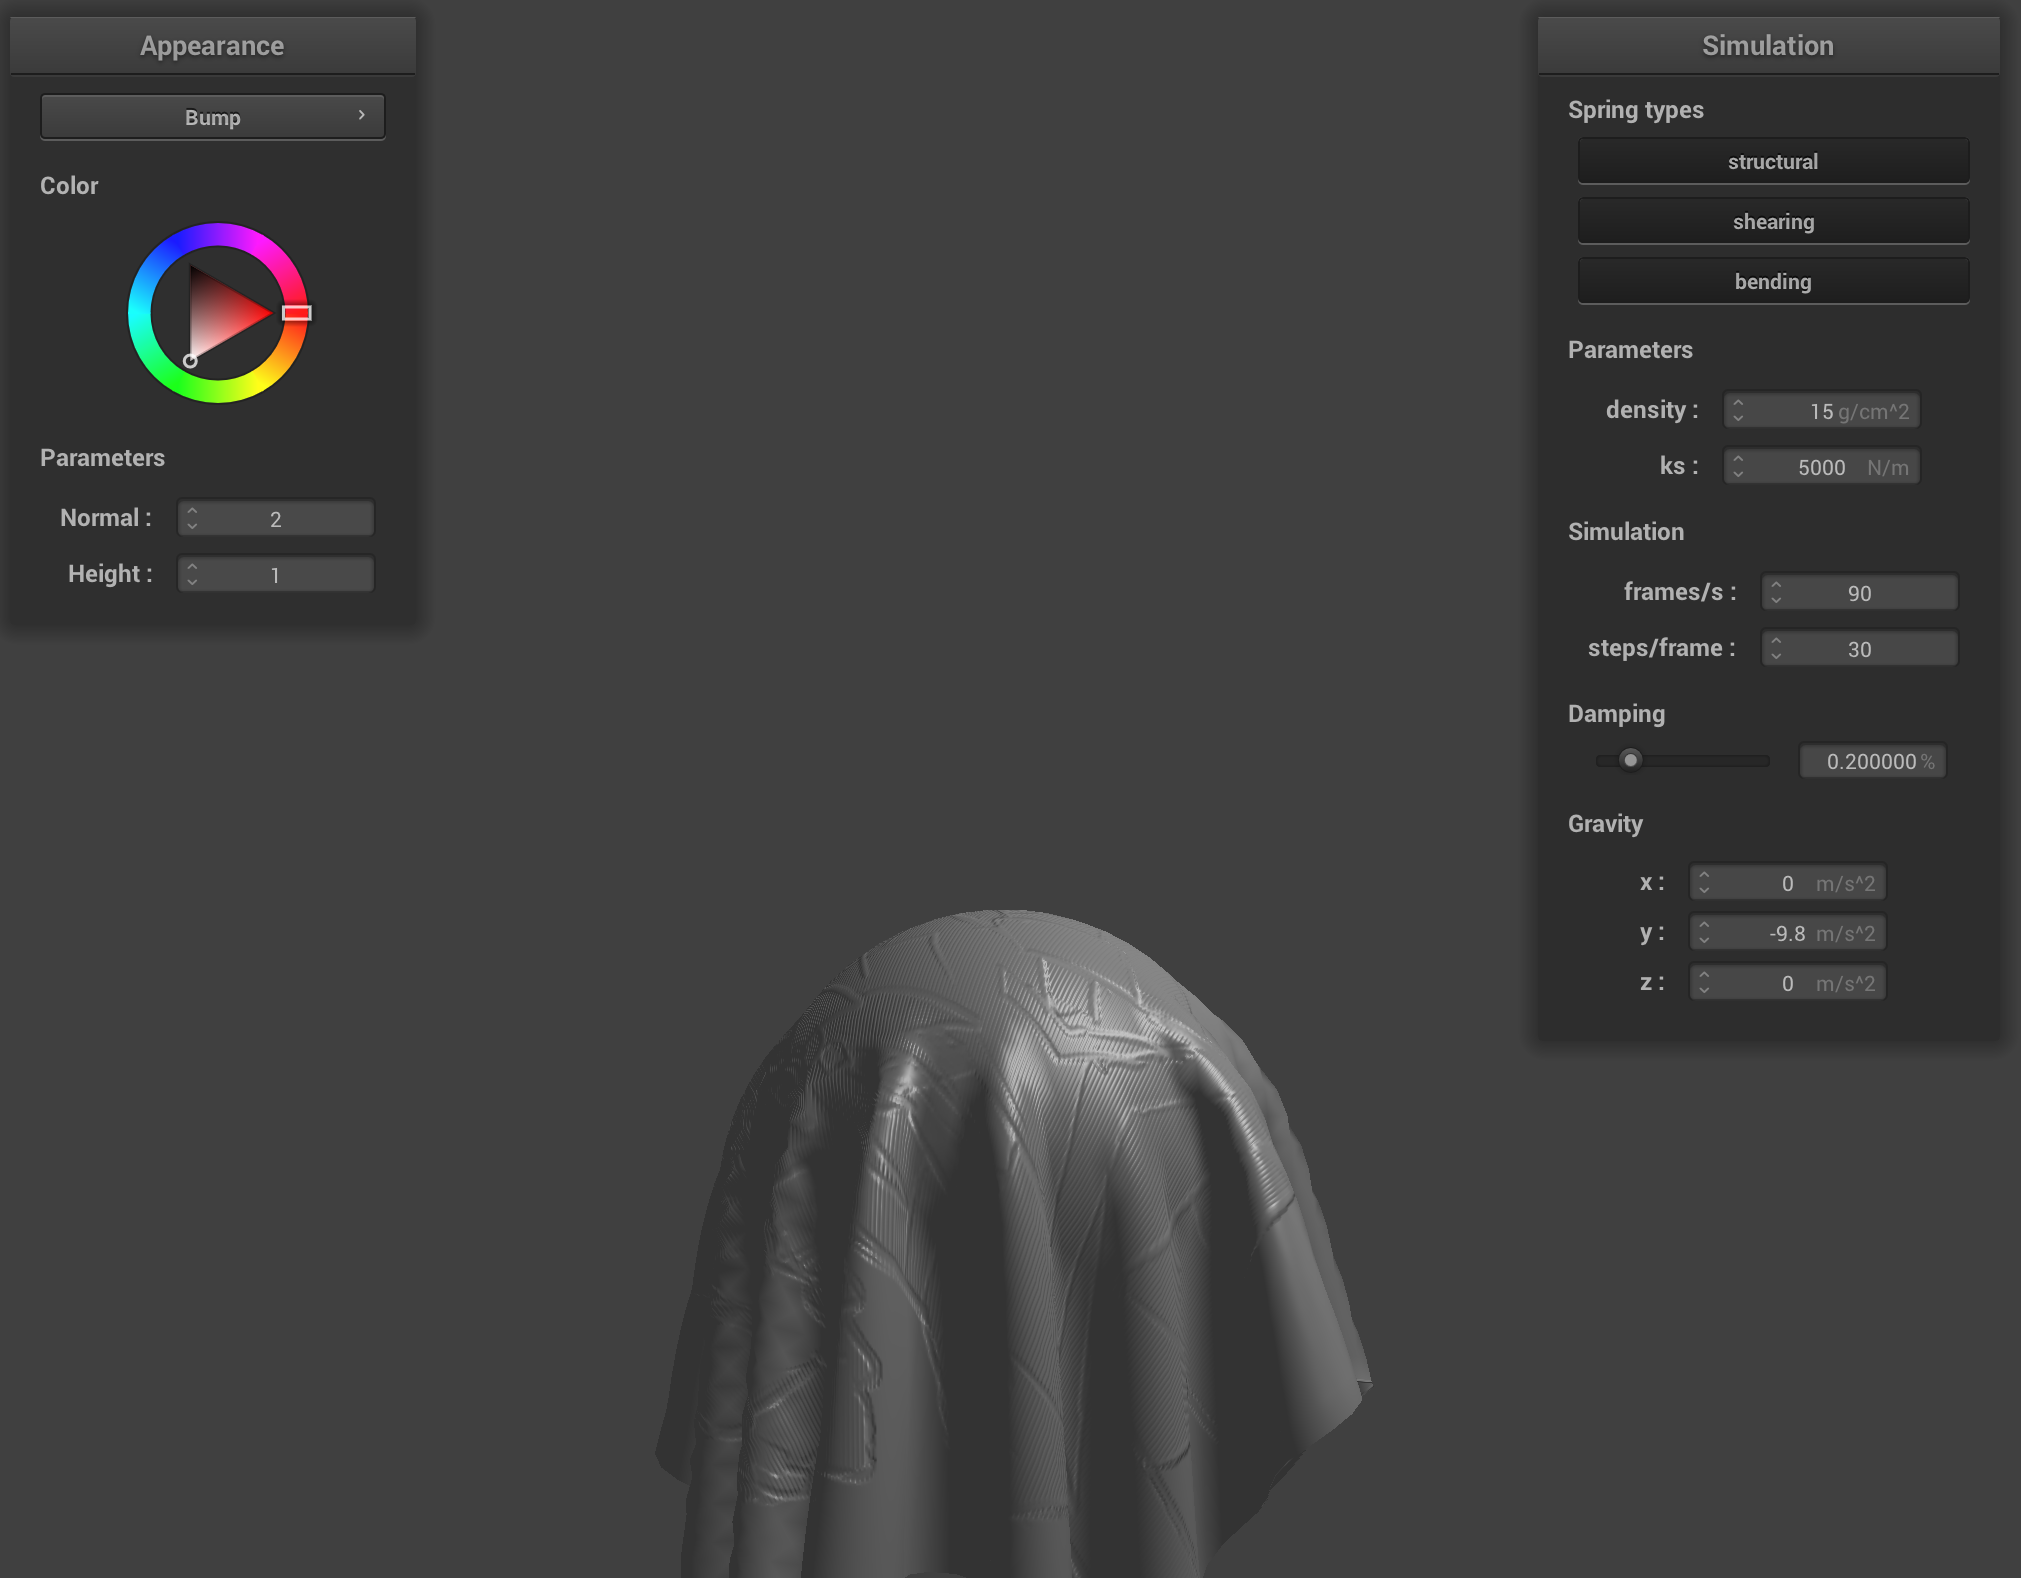 Appearance
Bump
Color
Parameters
Normal : 2
Height : 1
Simulation
Spring types
structural
shearing
bending
Parameters
density : 15 g/cm^2
ks : 5000 N/m
Simulation
frames/s : 90
steps/frame : 30
Damping
0.200000 %
Gravity
x : 0 m/s^2
y : -9.8 m/s^2
z : 0 m/s^2